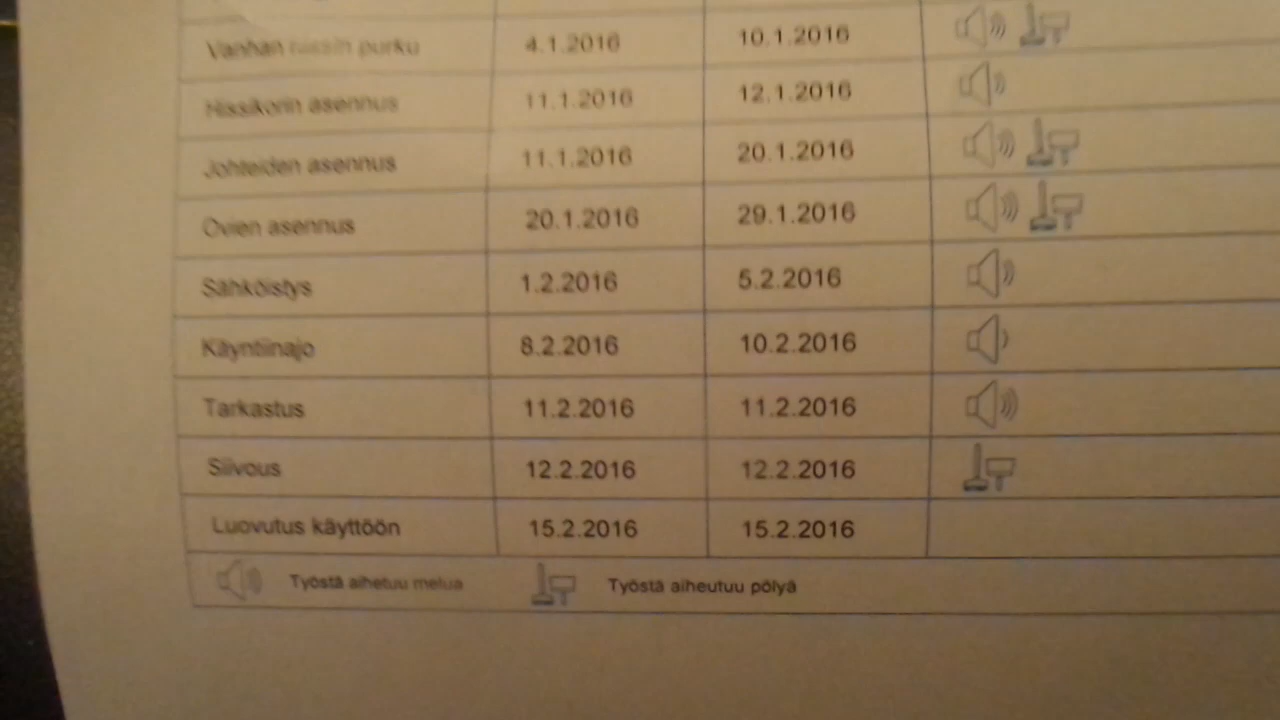 Vanhan hissin purku 4.1.2016 10.1.2016
Hissikorin asennus 11.1.2016 12.1.2016
Johteiden asennus 11.1.2016 20.1.2016
Ovien asennus 20.1.2016 29.1.2016
Sähköistys 1.2.2016 5.2.2016
Käyntiinajo 8.2.2016 10.2.2016
Tarkastus 11.2.2016 11.2.2016
Siivous 12.2.2016 12.2.2016
Luovutus käyttöön 15.2.2016 15.2.2016
Työstä aihetuu melua Työstä aiheutuu pölyä